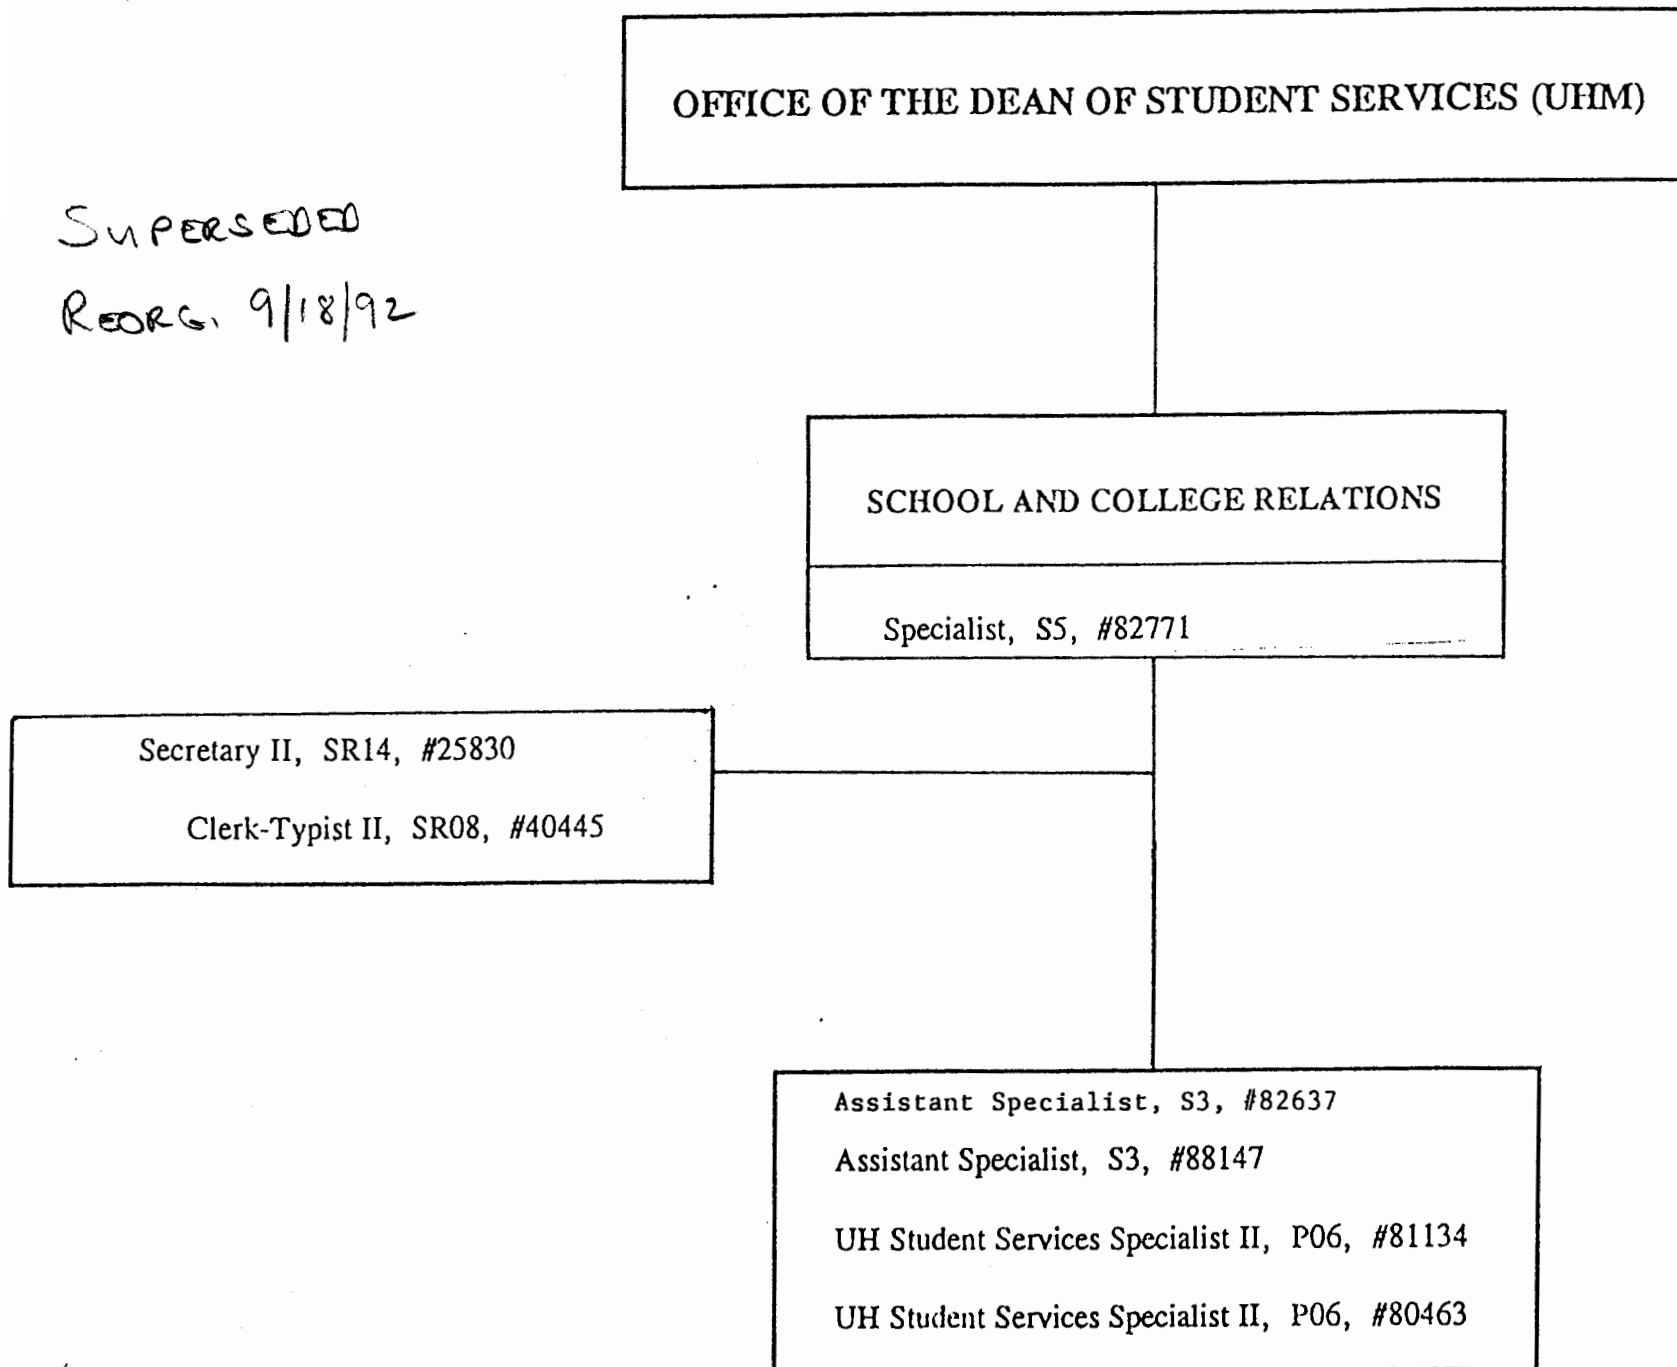 OFFICE OF THE DEAN OF STUDENT SERVICES (UHM)
SUPERSEDED
REORG. 9/18/92
SCHOOL AND COLLEGE RELATIONS
Specialist, S5, #82771
Secretary II, SR14, #25830
Clerk-Typist II, SR08, #40445
Assistant Specialist, S3, #82637
Assistant Specialist, S3, #88147
UH Student Services Specialist II, P06, #81134
UH Student Services Specialist II, P06, #80463